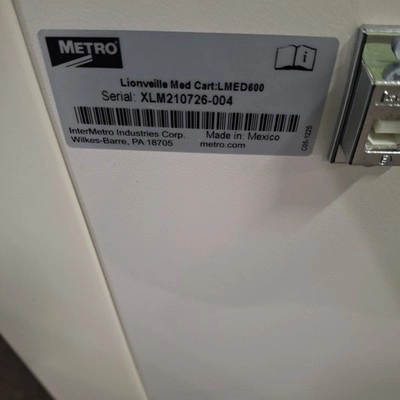 METRO
Lionville Med Cart:LMED600
Serial: XLM210726-004
InterMetro Industries Corp.
Wilkes-Barre, PA 18705
Made in: Mexico
metro.com